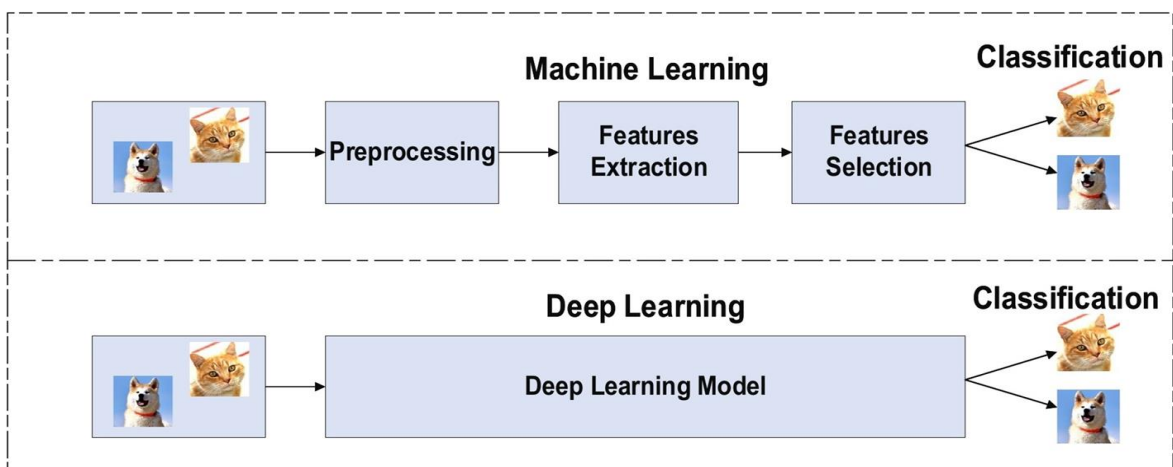 Machine Learning
Classification
Preprocessing
Features
Extraction
Features
Selection
Deep Learning
Classification
Deep Learning Model